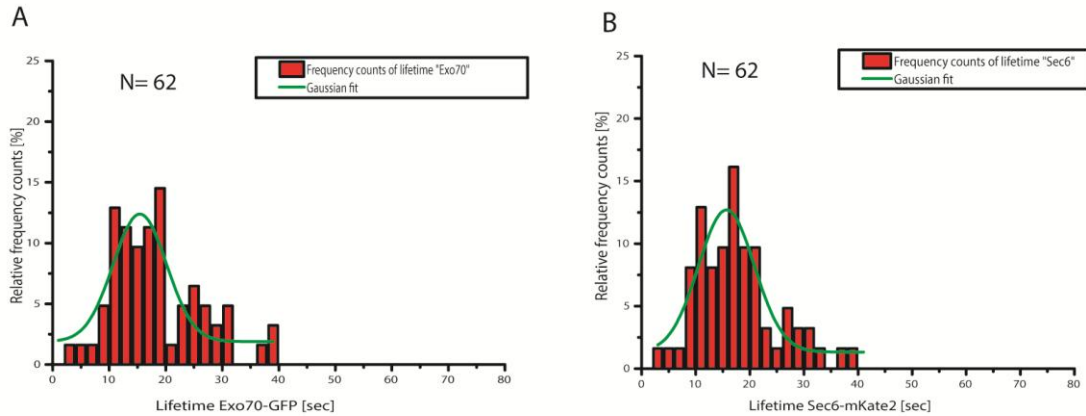 A
N= 62
Frequency counts of lifetime "Exo70"
Gaussian fit
Relative frequency counts [%]
25
20
15
10
5
0
0 10 20 30 40 50 60 70 80
Lifetime Exo70-GFP [sec]
B
N= 62
Frequency counts of lifetime "Sec6"
Gaussian fit
Relative frequency counts [%]
25
20
15
10
5
0
0 10 20 30 40 50 60 70 80
Lifetime Sec6-mKate2 [sec]